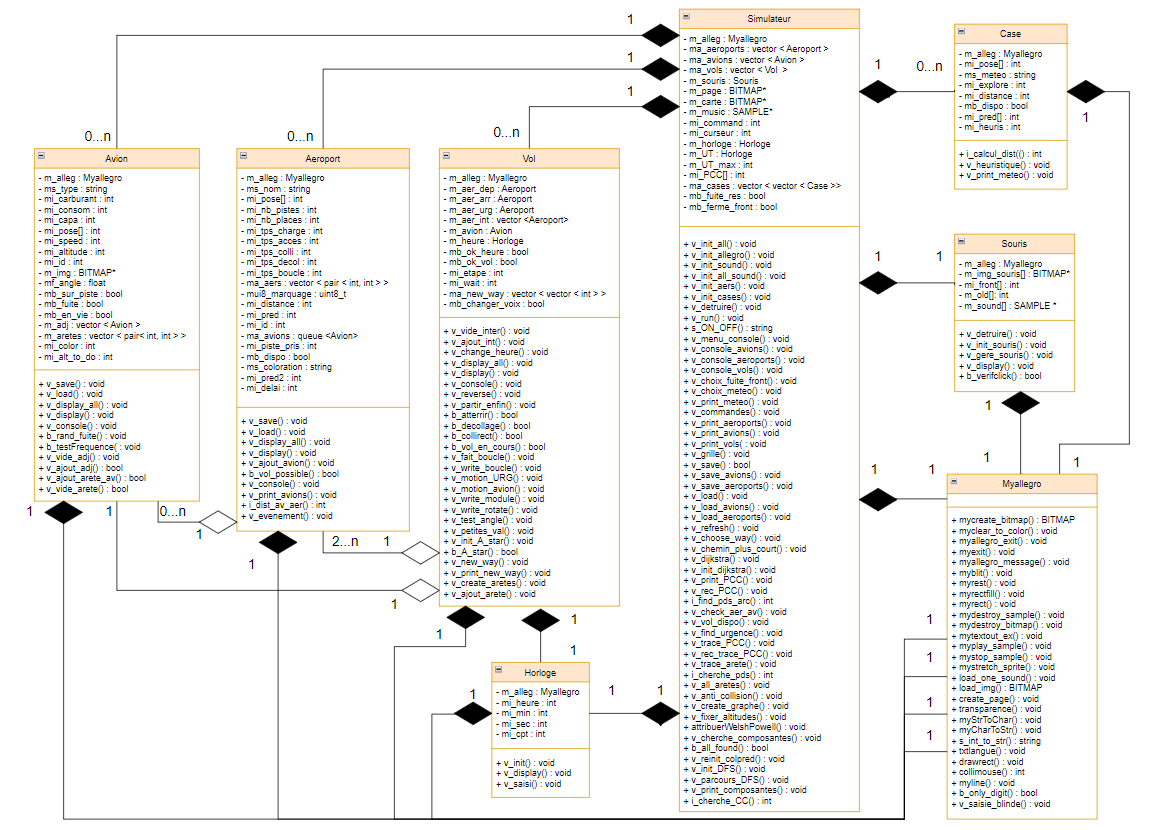 Simulateur
- m_alleg : Myallegro
- ma_aeroports : vector < Aeroport >
- ma_avions : vector < Avion >
- ma_vols : vector < Vol  >
- m_souris : Souris
- m_page : BITMAP*
- m_carte : BITMAP*
- m_music : SAMPLE*
- mi_command : int
- mi_curseur : int
- m_horloge : Horloge
- m_UT : Horloge
- m_UT_max : int
- mi_PCC[] : int
- ma_cases : vector < vector < Case >>
- mb_fuite_res : bool
- mb_ferme_front : bool
+ v_init_all() : void
+ v_init_allegro() : void
+ v_init_sound() : void
+ v_init_all_sound() : void
+ v_init_aers() : void
+ v_init_cases() : void
+ v_detruire() : void
+ v_run() : void
+ s_ON_OFF() : string
+ v_menu_console() : void
+ v_console_avions() : void
+ v_console_aeroports() : void
+ v_console_vols() : void
+ v_choix_fuite_front() : void
+ v_choix_meteo() : void
+ v_print_meteo() : void
+ v_commandes() : void
+ v_print_aeroports() : void
+ v_print_avions() : void
+ v_print_vols() : void
+ v_grille() : void
+ v_save() : bool
+ v_save_avions() : void
+ v_save_aeroports() : void
+ v_load() : void
+ v_load_avions() : void
+ v_load_aeroports() : void
+ v_refresh() : void
+ v_choose_way() : void
+ v_chemin_plus_court() : void
+ v_dijkstra() : void
+ v_init_dijkstra() : void
+ v_print_PCC() : void
+ v_rec_PCC() : void
+ i_find_pds_arc() : int
+ v_check_aer_av() : void
+ v_vol_dispo() : void
+ v_find_urgence() : void
+ v_trace_PCC() : void
+ v_rec_trace_PCC() : void
+ v_trace_arete() : void
+ i_cherche_pds() : int
+ v_all_aretes() : void
+ v_anti_collision() : void
+ v_create_graphe() : void
+ v_fixer_altitudes() : void
+ attribuerWelshPowell() : void
+ v_cherche_composantes() : void
+ b_all_found() : bool
+ v_reinit_colpred() : void
+ v_init_DFS() : void
+ v_parcours_DFS() : void
+ v_print_composantes() : void
+ i_cherche_CC() : int
Case
- m_alleg : Myallegro
- mi_pose[] : int
- ms_meteo : string
- mi_explore : int
- mi_distance : int
- mb_dispo : bool
- mi_pred[] : int
- mi_heuris : int
+ i_calcul_dist(() : int
+ v_heuristique() : void
+ v_print_meteo() : void
Avion
- m_alleg : Myallegro
- ms_type : string
- mi_carburant : int
- mi_consom : int
- mi_capa : int
- mi_pose[] : int
- mi_speed : int
- mi_altitude : int
- mi_id : int
- m_img : BITMAP*
- mf_angle : float
- mb_sur_piste : bool
- mb_fuite : bool
- mb_en_vie : bool
- m_adj : vector < Avion >
- m_aretes : vector < pair< int, int > >
- mi_color : int
- mi_alt_to_do : int
+ v_save() : void
+ v_load() : void
+ v_display_all() : void
+ v_display() : void
+ v_console() : void
+ b_rand_fuite() : void
+ b_testFrequence( : void
+ v_vide_adj() : void
+ v_ajout_adj() : bool
+ v_ajout_arete_av() : bool
+ v_vide_arete() : bool
Aeroport
- m_alleg : Myallegro
- ms_nom : string
- mi_pose[] : int
- mi_nb_pistes : int
- mi_nb_places : int
- mi_tps_charge : int
- mi_tps_acces : int
- mi_tps_colli : int
- mi_tps_decol : int
- mi_tps_boucle : int
- ma_aers : vector < pair < int, int > >
- mui8_marquage : uint8_t
- mi_distance : int
- mi_pred : int
- mi_id : int
- ma_avions : queue <Avion>
- mi_piste_pris : int
- mb_dispo : bool
- ms_coloration : string
- mi_pred2 : int
- mi_delai : int
+ v_save() : void
+ v_load() : void
+ v_display_all() : void
+ v_display() : void
+ v_ajout_avion() : void
+ b_vol_possible() : bool
+ v_console() : void
+ v_print_avions() : void
+ i_dist_av_aer() : int
+ v_evenement() : void
Vol
- m_alleg : Myallegro
- m_aer_dep : Aeroport
- m_aer_arr : Aeroport
- m_aer_urg : Aeroport
- m_aer_int : vector <Aeroport>
- m_avion : Avion
- m_heure : Horloge
- mb_ok_heure : bool
- mb_ok_vol : bool
- mi_etape : int
- mi_wait : int
- ma_new_way : vector < vector < int > >
- mb_changer_voix : bool
+ v_vide_inter() : void
+ v_ajout_int() : void
+ v_change_heure() : void
+ v_display_all() : void
+ v_display() : void
+ v_console() : void
+ v_reverse() : void
+ v_partir_enfin() : void
+ b_atterrir() : bool
+ b_decollage() : bool
+ b_collirect() : bool
+ b_vol_en_cours() : bool
+ v_fait_boucle() : void
+ v_write_boucle() : void
+ v_motion_URG() : void
+ v_motion_avion() : void
+ v_write_module() : void
+ v_write_rotate() : void
+ v_test_angle() : void
+ v_petites_val() : void
+ v_init_A_star() : void
+ b_A_star() : bool
+ v_new_way() : void
+ v_print_new_way() : void
+ v_create_aretes() : void
+ v_ajout_arete() : void
Souris
- m_alleg : Myallegro
- m_img_souris[] : BITMAP*
- mi_front[] : int
- m_old[] : int
- m_sound[] : SAMPLE *
+ v_detruire() : void
+ v_init_souris() : void
+ v_gere_souris() : void
+ v_display() : void
+ b_verifclick() : bool
Myallegro
+ mycreate_bitmap() : BITMAP
+ myclear_to_color() : void
+ myallegro_exit() : void
+ myexit() : void
+ myallegro_message() : void
+ myblit() : void
+ myrest() : void
+ myrectfill() : void
+ myrect() : void
+ mydestroy_sample() : void
+ mydestroy_bitmap() : void
+ mytextout_ex() : void
+ myplay_sample() : void
+ mystop_sample() : void
+ mystretch_sprite() : void
+ load_one_sound() : void
+ load_img() : BITMAP
+ create_page() : void
+ transparence() : void
+ myStrToChar() : void
+ myCharToStr() : void
+ s_int_to_str() : string
+ txtlangue() : void
+ drawrect() : void
+ collimouse() : int
+ myline() : void
+ b_only_digit() : bool
+ v_saisie_blinde() : void
Horloge
- m_alleg : Myallegro
- mi_heure : int
- mi_min : int
- mi_sec : int
- mi_cpt : int
+ v_init() : void
+ v_display() : void
+ v_saisi() : void
1
1
1
0...n
0...n
0...n
1
0...n
1
1
1
1
1
1
1
1
1
1
0...n
1
1
2...n
1
1
1
1
1
1
1
1
1
1
1
1